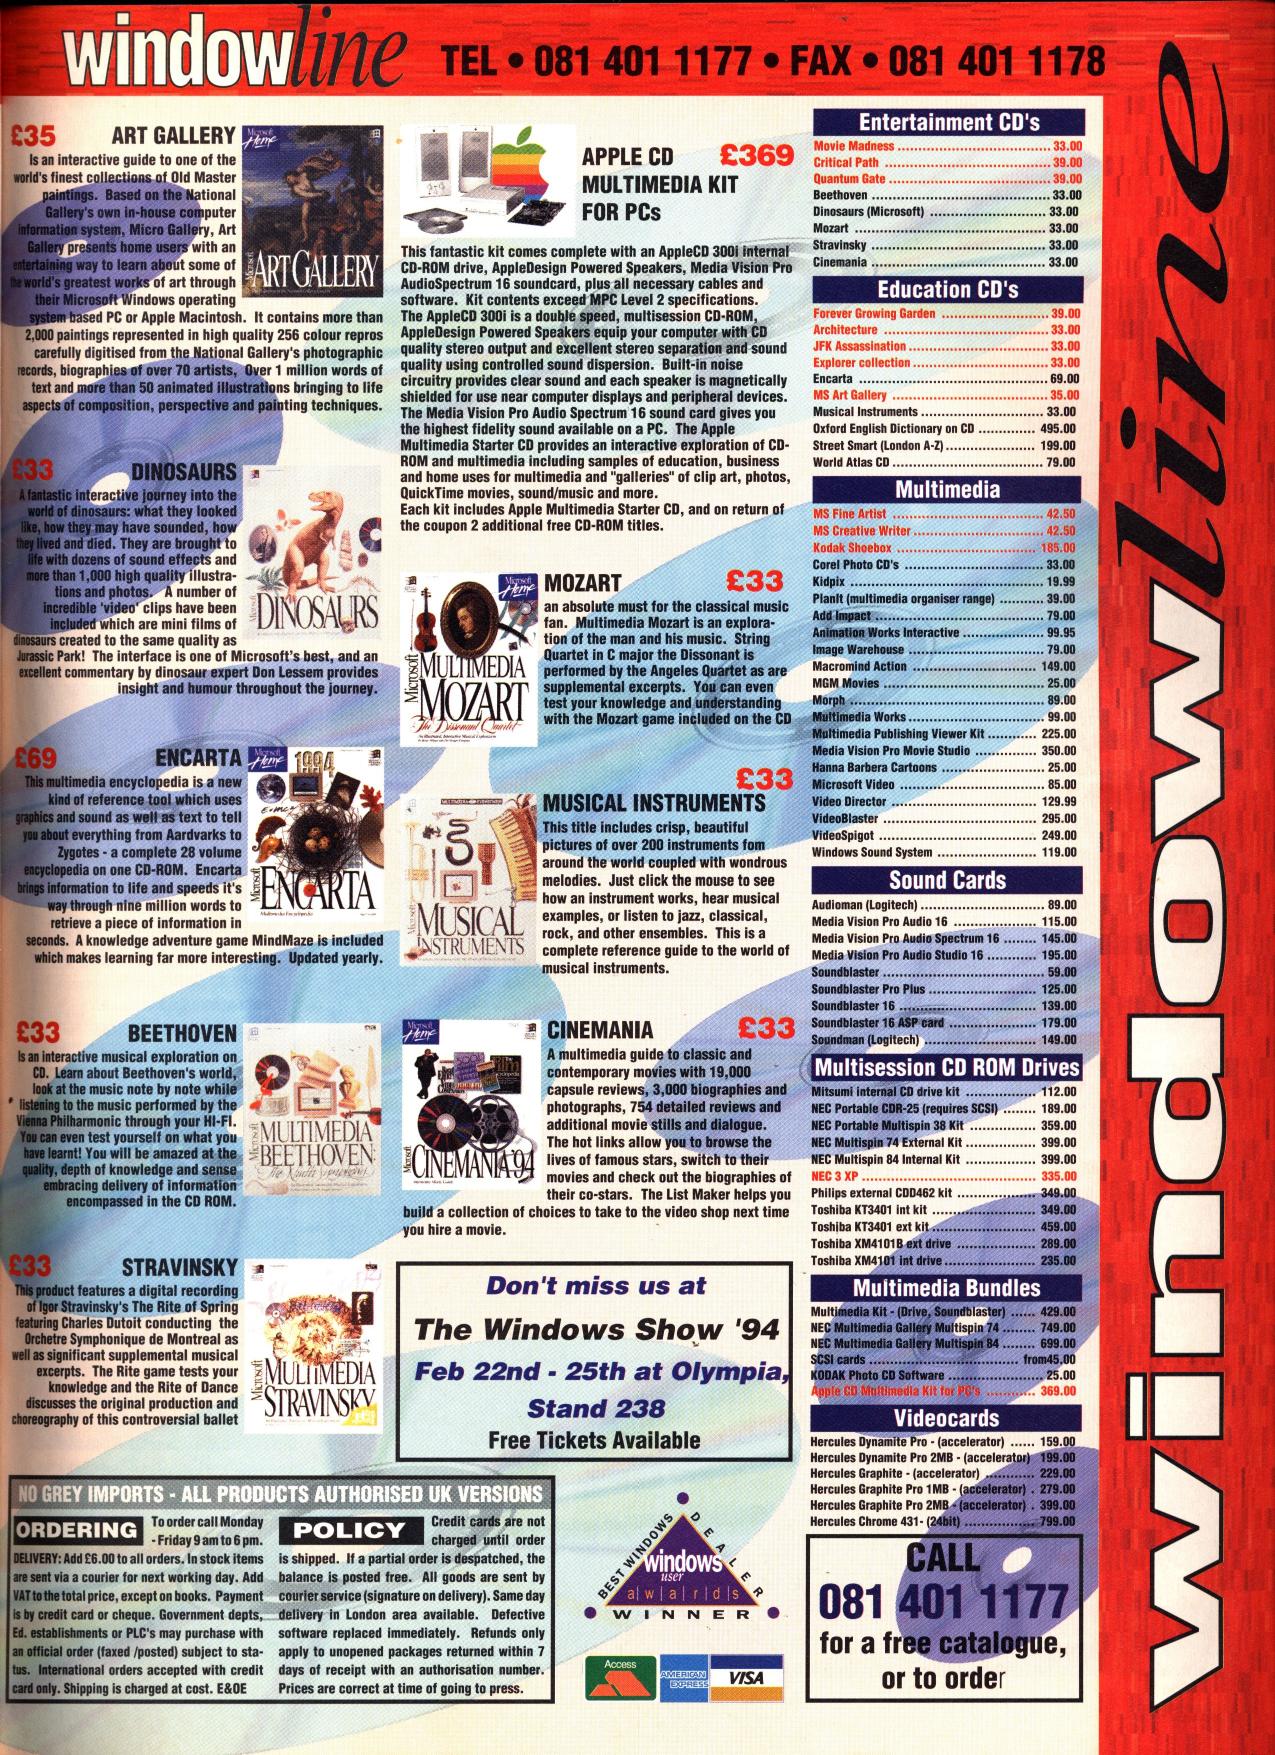 windowline TEL • 081 401 1177 • FAX • 081 401 1178
£35 ART GALLERY
Is an interactive guide to one of the
world's finest collections of Old Master
paintings. Based on the National
Gallery's own in-house computer
information system, Micro Gallery, Art
Gallery presents home users with an
entertaining way to learn about some of
the world's greatest works of art through
their Microsoft Windows operating
system based PC or Apple Macintosh. It contains more than
2,000 paintings represented in high quality 256 colour repros
carefully digitised from the National Gallery's photographic
records, biographies of over 70 artists, Over 1 million words of
text and more than 50 animated illustrations bringing to life
aspects of composition, perspective and painting techniques.
Microsoft Home
Microsoft
ART GALLERY
£33 DINOSAURS
A fantastic interactive journey into the
world of dinosaurs: what they looked
like, how they may have sounded, how
they lived and died. They are brought to
life with dozens of sound effects and
more than 1,000 high quality illustra-
tions and photos. A number of
incredible 'video' clips have been
included which are mini films of
dinosaurs created to the same quality as
Jurassic Park! The interface is one of Microsoft's best, and an
excellent commentary by dinosaur expert Don Lessem provides
insight and humour throughout the journey.
Microsoft
DINOSAURS
£69 ENCARTA
This multimedia encyclopedia is a new
kind of reference tool which uses
graphics and sound as well as text to tell
you about everything from Aardvarks to
Zygotes - a complete 28 volume
encyclopedia on one CD-ROM. Encarta
brings information to life and speeds it's
way through nine million words to
retrieve a piece of information in
seconds. A knowledge adventure game MindMaze is included
which makes learning far more interesting. Updated yearly.
Microsoft Home
1994
Microsoft
ENCARTA
£33 BEETHOVEN
Is an interactive musical exploration on
CD. Learn about Beethoven's world,
look at the music note by note while
listening to the music performed by the
Vienna Philharmonic through your HI-FI.
You can even test yourself on what you
have learnt! You will be amazed at the
quality, depth of knowledge and sense
embracing delivery of information
encompassed in the CD ROM.
Microsoft
MULTIMEDIA
BEETHOVEN:
The Ninth Symphony
£33 STRAVINSKY
This product features a digital recording
of Igor Stravinsky's The Rite of Spring
featuring Charles Dutoit conducting the
Orchetre Symphonique de Montreal as
well as significant supplemental musical
excerpts. The Rite game tests your
knowledge and the Rite of Dance
discusses the original production and
choreography of this controversial ballet
Microsoft
MULTIMEDIA
STRAVINSKY
APPLE CD £369
MULTIMEDIA KIT
FOR PCs
This fantastic kit comes complete with an AppleCD 300i internal
CD-ROM drive, AppleDesign Powered Speakers, Media Vision Pro
AudioSpectrum 16 soundcard, plus all necessary cables and
software. Kit contents exceed MPC Level 2 specifications.
The AppleCD 300i is a double speed, multisession CD-ROM,
AppleDesign Powered Speakers equip your computer with CD
quality stereo output and excellent stereo separation and sound
quality using controlled sound dispersion. Built-in noise
circuitry provides clear sound and each speaker is magnetically
shielded for use near computer displays and peripheral devices.
The Media Vision Pro Audio Spectrum 16 sound card gives you
the highest fidelity sound available on a PC. The Apple
Multimedia Starter CD provides an interactive exploration of CD-
ROM and multimedia including samples of education, business
and home uses for multimedia and "galleries" of clip art, photos,
QuickTime movies, sound/music and more.
Each kit includes Apple Multimedia Starter CD, and on return of
the coupon 2 additional free CD-ROM titles.
Microsoft Home
Microsoft
MULTIMEDIA
MOZART
The Dissonant Quartet
MOZART £33
an absolute must for the classical music
fan. Multimedia Mozart is an explora-
tion of the man and his music. String
Quartet in C major the Dissonant is
performed by the Angeles Quartet as are
supplemental excerpts. You can even
test your knowledge and understanding
with the Mozart game included on the CD
£33
MUSICAL INSTRUMENTS
This title includes crisp, beautiful
pictures of over 200 instruments fom
around the world coupled with wondrous
melodies. Just click the mouse to see
how an instrument works, hear musical
examples, or listen to jazz, classical,
rock, and other ensembles. This is a
complete reference guide to the world of
musical instruments.
Microsoft
MUSICAL
INSTRUMENTS
CINEMANIA £33
A multimedia guide to classic and
contemporary movies with 19,000
capsule reviews, 3,000 biographies and
photographs, 754 detailed reviews and
additional movie stills and dialogue.
The hot links allow you to browse the
lives of famous stars, switch to their
movies and check out the biographies of
their co-stars. The List Maker helps you
build a collection of choices to take to the video shop next time
you hire a movie.
Microsoft Home
Microsoft
CINEMANIA '94
Don't miss us at
The Windows Show '94
Feb 22nd - 25th at Olympia,
Stand 238
Free Tickets Available
Entertainment CD's
Movie Madness 33.00
Critical Path 39.00
Quantum Gate 39.00
Beethoven 33.00
Dinosaurs (Microsoft) 33.00
Mozart 33.00
Stravinsky 33.00
Cinemania 33.00
Education CD's
Forever Growing Garden 39.00
Architecture 33.00
JFK Assassination 33.00
Explorer collection 33.00
Encarta 69.00
MS Art Gallery 35.00
Musical Instruments 33.00
Oxford English Dictionary on CD 495.00
Street Smart (London A-Z) 199.00
World Atlas CD 79.00
Multimedia
MS Fine Artist 42.50
MS Creative Writer 42.50
Kodak Shoebox 185.00
Corel Photo CD's 33.00
Kidpix 19.99
PlanIt (multimedia organiser range) 39.00
Add Impact 79.00
Animation Works Interactive 99.95
Image Warehouse 79.00
Macromind Action 149.00
MGM Movies 25.00
Morph 89.00
Multimedia Works 99.00
Multimedia Publishing Viewer Kit 225.00
Media Vision Pro Movie Studio 350.00
Hanna Barbera Cartoons 25.00
Microsoft Video 85.00
Video Director 129.99
VideoBlaster 295.00
VideoSpigot 249.00
Windows Sound System 119.00
Sound Cards
Audioman (Logitech) 89.00
Media Vision Pro Audio 16 115.00
Media Vision Pro Audio Spectrum 16 145.00
Media Vision Pro Audio Studio 16 195.00
Soundblaster 59.00
Soundblaster Pro Plus 125.00
Soundblaster 16 139.00
Soundblaster 16 ASP card 179.00
Soundman (Logitech) 149.00
Multisession CD ROM Drives
Mitsumi internal CD drive kit 112.00
NEC Portable CDR-25 (requires SCSI) 189.00
NEC Portable Multispin 38 Kit 359.00
NEC Multispin 74 External Kit 399.00
NEC Multispin 84 Internal Kit 399.00
NEC 3 XP 335.00
Philips external CDD462 kit 349.00
Toshiba KT3401 int kit 349.00
Toshiba KT3401 ext kit 459.00
Toshiba XM4101B ext drive 289.00
Toshiba XM4101 int drive 235.00
Multimedia Bundles
Multimedia Kit - (Drive, Soundblaster) 429.00
NEC Multimedia Gallery Multispin 74 749.00
NEC Multimedia Gallery Multispin 84 699.00
SCSI cards from45.00
KODAK Photo CD Software 25.00
Apple CD Multimedia Kit for PC's 369.00
Videocards
Hercules Dynamite Pro - (accelerator) 159.00
Hercules Dynamite Pro 2MB - (accelerator) 199.00
Hercules Graphite - (accelerator) 229.00
Hercules Graphite Pro 1MB - (accelerator) 279.00
Hercules Graphite Pro 2MB - (accelerator) 399.00
Hercules Chrome 431- (24bit) 799.00
CALL
081 401 1177
for a free catalogue,
or to order
NO GREY IMPORTS - ALL PRODUCTS AUTHORISED UK VERSIONS
ORDERING To order call Monday
- Friday 9 am to 6 pm.
DELIVERY: Add £6.00 to all orders. In stock items
are sent via a courier for next working day. Add
VAT to the total price, except on books. Payment
is by credit card or cheque. Government depts,
Ed. establishments or PLC's may purchase with
an official order (faxed /posted) subject to sta-
tus. International orders accepted with credit
card only. Shipping is charged at cost. E&OE
POLICY Credit cards are not
charged until order
is shipped. If a partial order is despatched, the
balance is posted free. All goods are sent by
courier service (signature on delivery). Same day
delivery in London area available. Defective
software replaced immediately. Refunds only
apply to unopened packages returned within 7
days of receipt with an authorisation number.
Prices are correct at time of going to press.
BEST WINDOWS DEALER
windows
user
awards
WINNER
Access
AMERICAN EXPRESS
VISA
windowline